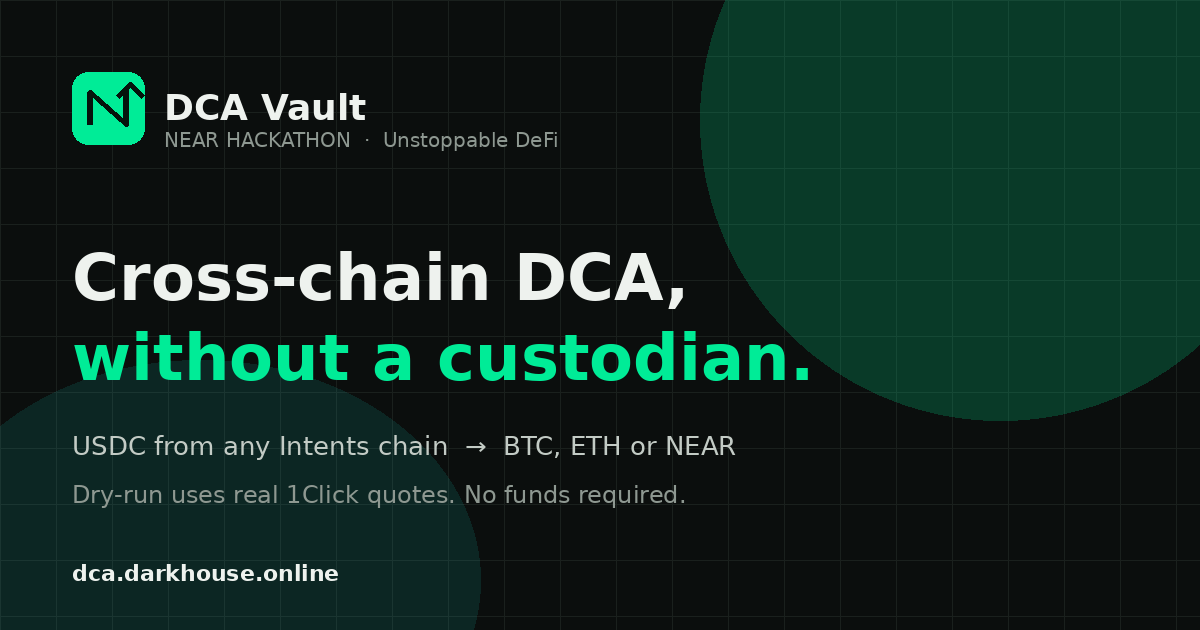 DCA Vault
NEAR HACKATHON · Unstoppable DeFi
Cross-chain DCA,
without a custodian.
USDC from any Intents chain → BTC, ETH or NEAR
Dry-run uses real 1Click quotes. No funds required.
dca.darkhouse.online